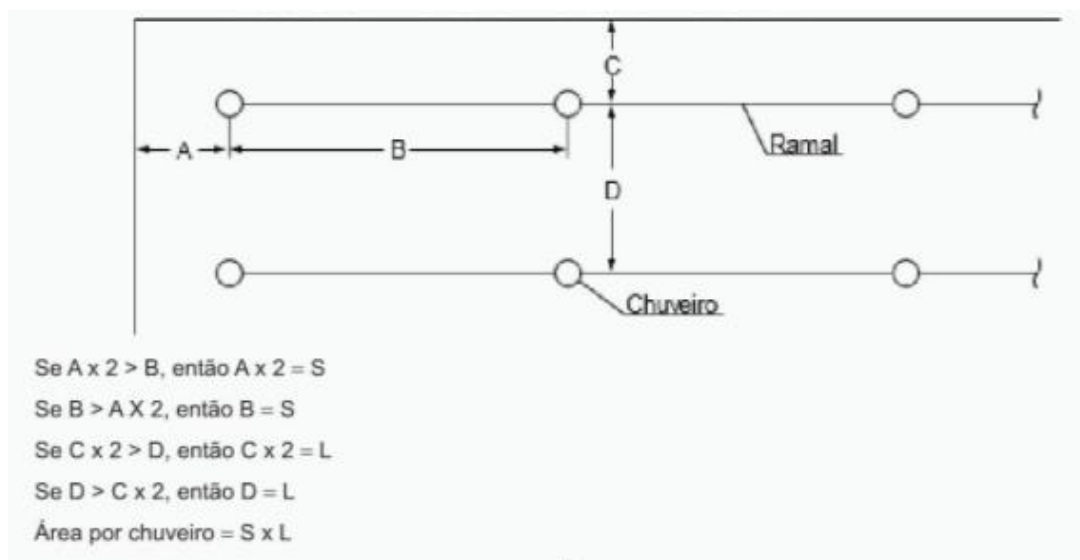 C
A
B
Ramal
D
Chuveiro
Se A x 2 > B, então A x 2 = S
Se B > A X 2, então B = S
Se C x 2 > D, então C x 2 = L
Se D > C x 2, então D = L
Área por chuveiro = S x L